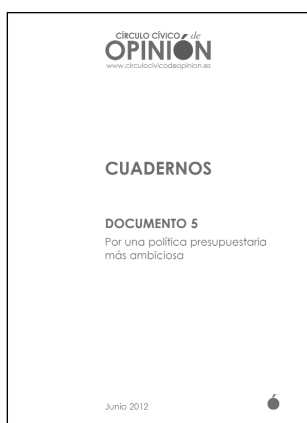 CÍRCULO CÍVICO de
OPINIÓN
www.circulocivicodeopinion.es
CUADERNOS
DOCUMENTO 5
Por una política presupuestaria
más ambiciosa
Junio 2012